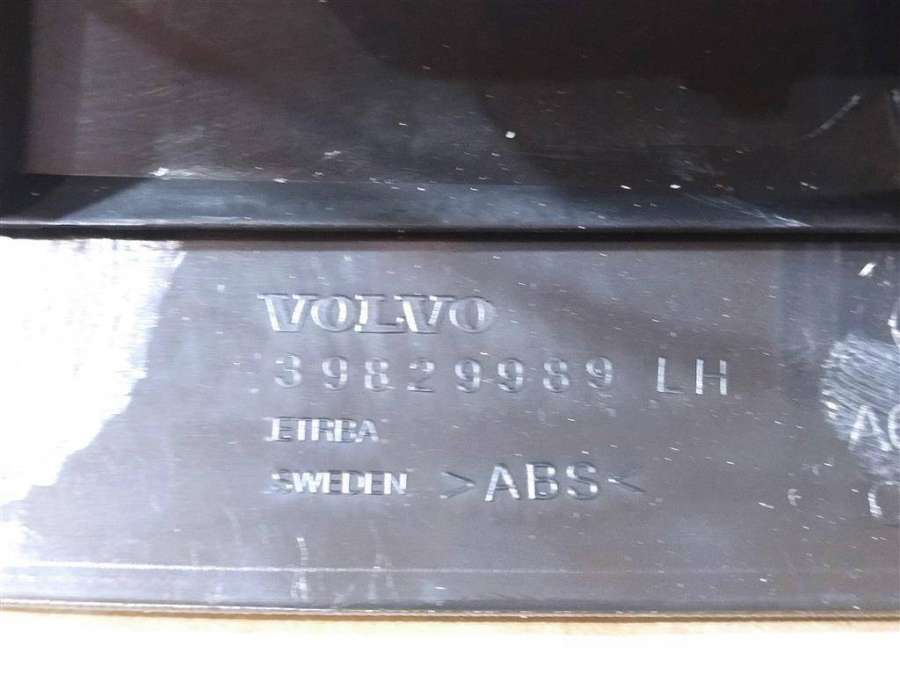 VOLVO
39829989 LH
JETRBA
SWEDEN >ABS<